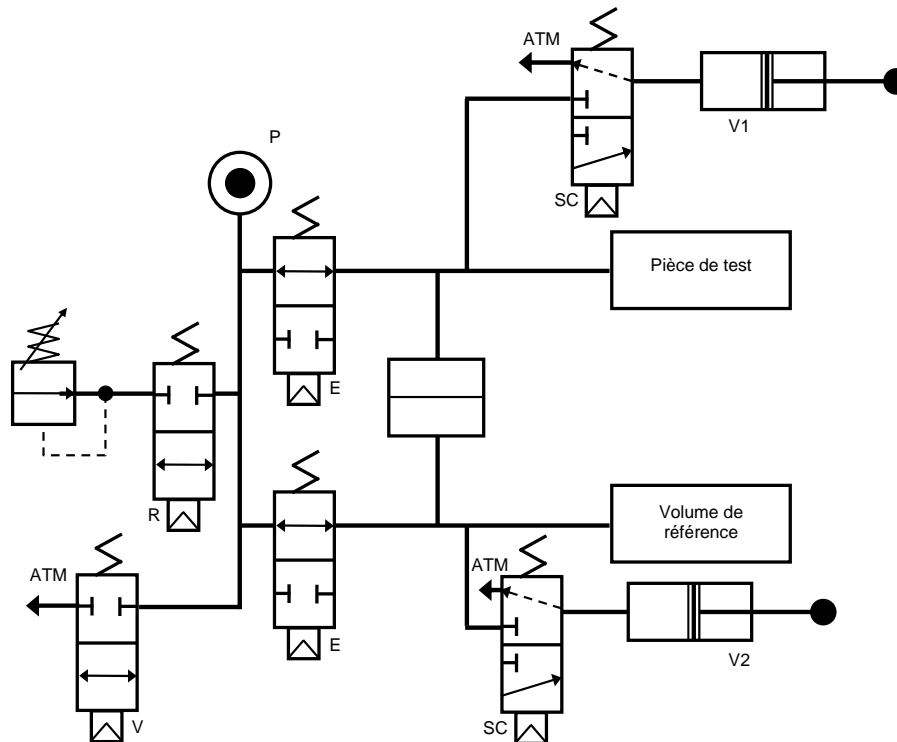 ATM
V1
P
SC
Pièce de test
E
R
Volume de
référence
ATM
ATM
E
V2
V
SC